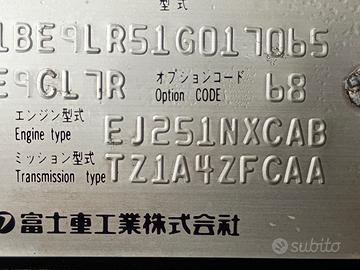 型式
1BE9LR51G017065
E9GL7R オプションコード Option CODE 68
エンジン型式
Engine type EJ251NXCAB
ミッション型式
Transmission type TZ1A4ZFCAA
富士重工業株式会社
subito